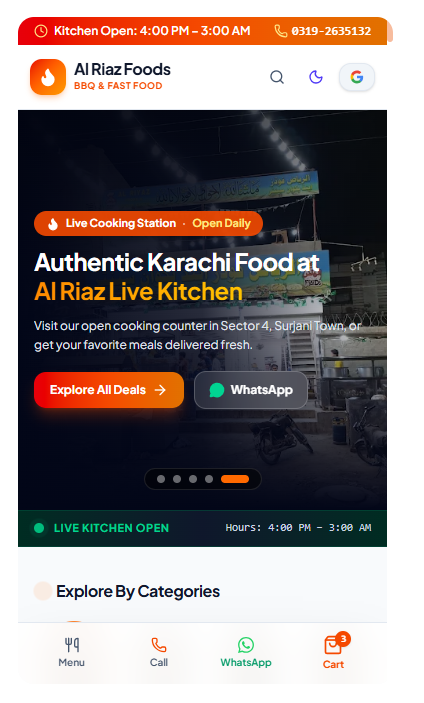 Kitchen Open: 4:00 PM – 3:00 AM
0319-2635132
Al Riaz Foods
BBQ & FAST FOOD
G
Live Cooking Station · Open Daily
Authentic Karachi Food at
Al Riaz Live Kitchen
Visit our open cooking counter in Sector 4, Surjani Town, or
get your favorite meals delivered fresh.
Explore All Deals →
WhatsApp
LIVE KITCHEN OPEN
Hours: 4:00 PM – 3:00 AM
Explore By Categories
Menu
Call
WhatsApp
3
Cart